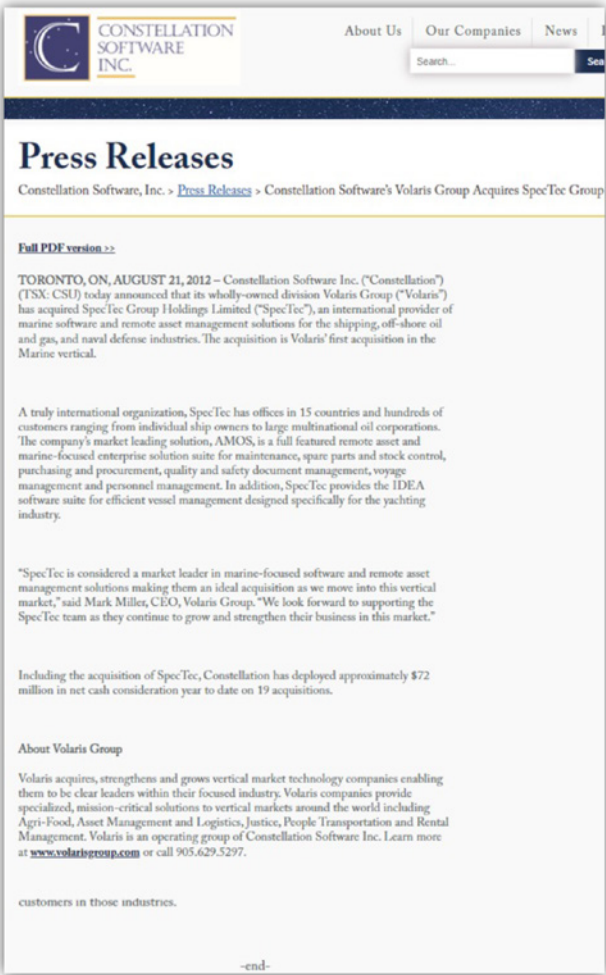 CONSTELLATION
SOFTWARE
INC.
C
About Us Our Companies News
Search... Sea
Press Releases
Constellation Software, Inc. > Press Releases > Constellation Software's Volaris Group Acquires SpecTec Group
Full PDF version >>
TORONTO, ON, AUGUST 21, 2012 – Constellation Software Inc. ("Constellation")
(TSX: CSU) today announced that its wholly-owned division Volaris Group ("Volaris")
has acquired SpecTec Group Holdings Limited ("SpecTec"), an international provider of
marine software and remote asset management solutions for the shipping, off-shore oil
and gas, and naval defense industries. The acquisition is Volaris' first acquisition in the
Marine vertical.
A truly international organization, SpecTec has offices in 15 countries and hundreds of
customers ranging from individual ship owners to large multinational oil corporations.
The company's market leading solution, AMOS, is a full featured remote asset and
marine-focused enterprise solution suite for maintenance, spare parts and stock control,
purchasing and procurement, quality and safety document management, voyage
management and personnel management. In addition, SpecTec provides the IDEA
software suite for efficient vessel management designed specifically for the yachting
industry.
"SpecTec is considered a market leader in marine-focused software and remote asset
management solutions making them an ideal acquisition as we move into this vertical
market," said Mark Miller, CEO, Volaris Group. "We look forward to supporting the
SpecTec team as they continue to grow and strengthen their business in this market."
Including the acquisition of SpecTec, Constellation has deployed approximately $72
million in net cash consideration year to date on 19 acquisitions.
About Volaris Group
Volaris acquires, strengthens and grows vertical market technology companies enabling
them to be clear leaders within their focused industry. Volaris companies provide
specialized, mission-critical solutions to vertical markets around the world including
Agri-Food, Asset Management and Logistics, Justice, People Transportation and Rental
Management. Volaris is an operating group of Constellation Software Inc. Learn more
at www.volarisgroup.com or call 905.629.5297.
customers in those industries.
-end-